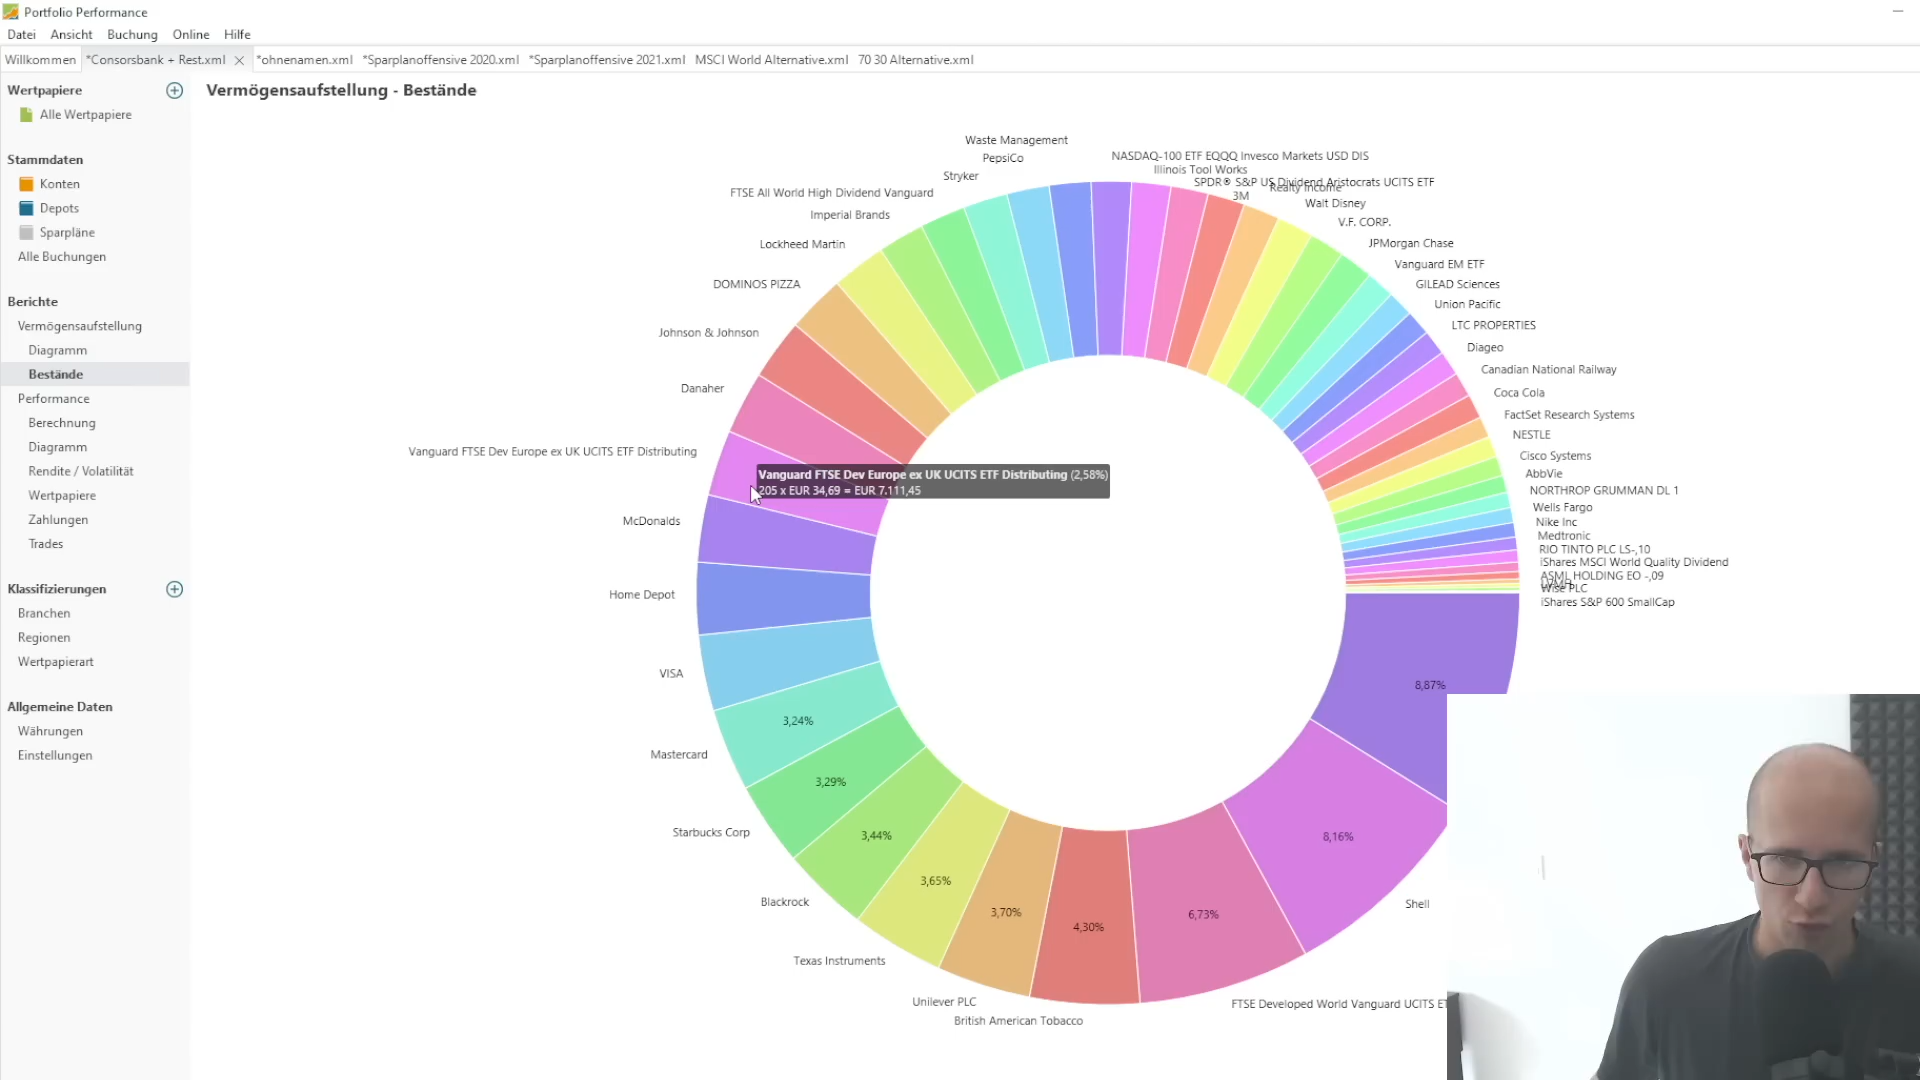 Portfolio Performance
Datei Ansicht Buchung Online Hilfe
Willkommen *Consorsbank + Rest.xml *ohnenamen.xml *Sparplanoffensive 2020.xml *Sparplanoffensive 2021.xml MSCI World Alternative.xml 70 30 Alternative.xml
Wertpapiere
Alle Wertpapiere
Stammdaten
Konten
Depots
Sparpläne
Alle Buchungen
Berichte
Vermögensaufstellung
Diagramm
Bestände
Performance
Berechnung
Diagramm
Rendite / Volatilität
Wertpapiere
Zahlungen
Trades
Klassifizierungen
Branchen
Regionen
Wertpapierart
Allgemeine Daten
Währungen
Einstellungen
Vermögensaufstellung - Bestände
Waste Management
PepsiCo
Stryker
FTSE All World High Dividend Vanguard
Imperial Brands
Lockheed Martin
DOMINOS PIZZA
Johnson & Johnson
Danaher
Vanguard FTSE Dev Europe ex UK UCITS ETF Distributing
McDonalds
Home Depot
VISA
Mastercard
Starbucks Corp
Blackrock
Texas Instruments
Unilever PLC
British American Tobacco
FTSE Developed World Vanguard UCITS ET
Shell
NASDAQ-100 ETF EQQQ Invesco Markets USD DIS
Illinois Tool Works
SPDR® S&P US Dividend Aristocrats UCITS ETF
Realty Income
3M
Walt Disney
V.F. CORP.
JPMorgan Chase
Vanguard EM ETF
GILEAD Sciences
Union Pacific
LTC PROPERTIES
Diageo
Canadian National Railway
Coca Cola
FactSet Research Systems
NESTLE
Cisco Systems
AbbVie
NORTHROP GRUMMAN DL 1
Wells Fargo
Nike Inc
Medtronic
RIO TINTO PLC LS-,10
iShares MSCI World Quality Dividend
ASML HOLDING EO -,09
Wise PLC
iShares S&P 600 SmallCap
Vanguard FTSE Dev Europe ex UK UCITS ETF Distributing (2,58%)
205 x EUR 34,69 = EUR 7.111,45
8,87%
8,16%
6,73%
4,30%
3,70%
3,65%
3,44%
3,29%
3,24%